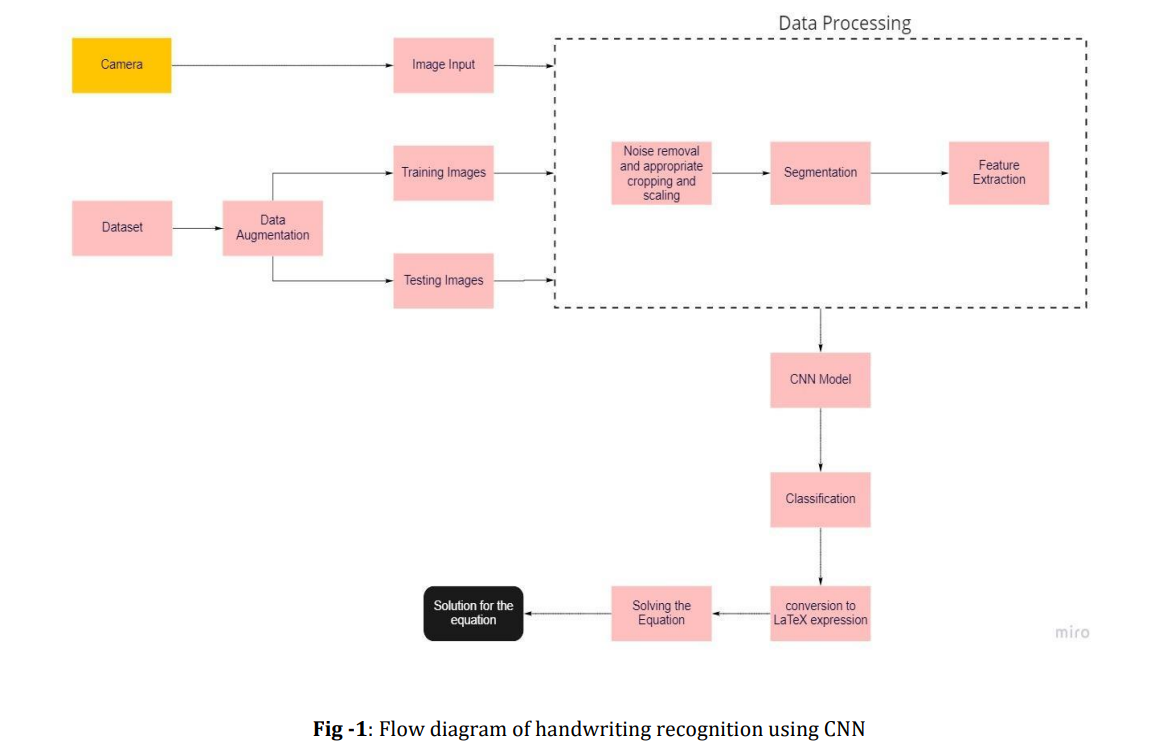 Data Processing
Camera
Image Input
Noise removal
and appropriate
cropping and
scaling
Segmentation
Feature
Extraction
Training Images
Dataset
Data
Augmentation
Testing Images
CNN Model
Classification
conversion to
LaTeX expression
Solving the
Equation
Solution for the
equation
miro
Fig -1: Flow diagram of handwriting recognition using CNN